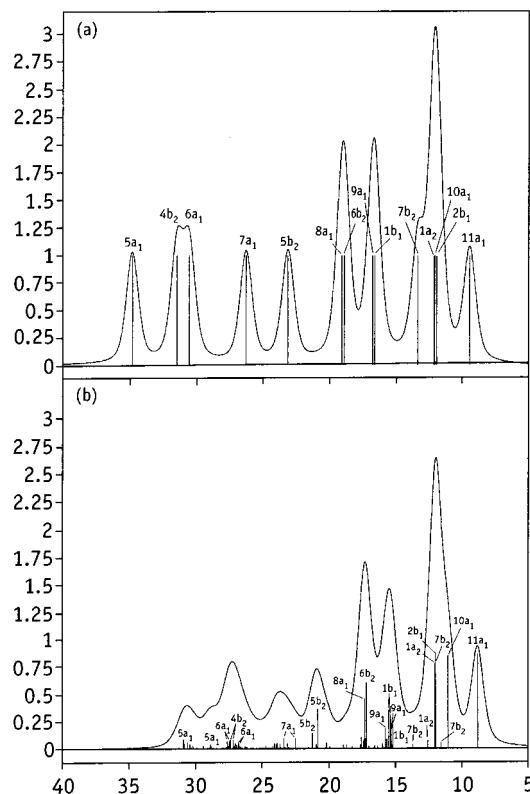 (a)
3
2.75
2.5
2.25
2
1.75
1.5
1.25
1
0.75
0.5
0.25
0
5a₁
4b₂
6a₁
7a₁
5b₂
8a₁
6b₂
9a₁
1b₁
7b₂
1a₂
10a₁
2b₁
11a₁
(b)
3
2.75
2.5
2.25
2
1.75
1.5
1.25
1
0.75
0.5
0.25
0
5a₁
5a₁
6a₁
4b₂
6a₁
7a₁
5b₂
5b₂
8a₁
6b₂
9a₁
1b₁
9a₁
1b₁
7b₂
1a₂
2b₁
1a₂
7b₂
7b₂
10a₁
11a₁
40 35 30 25 20 15 10 5